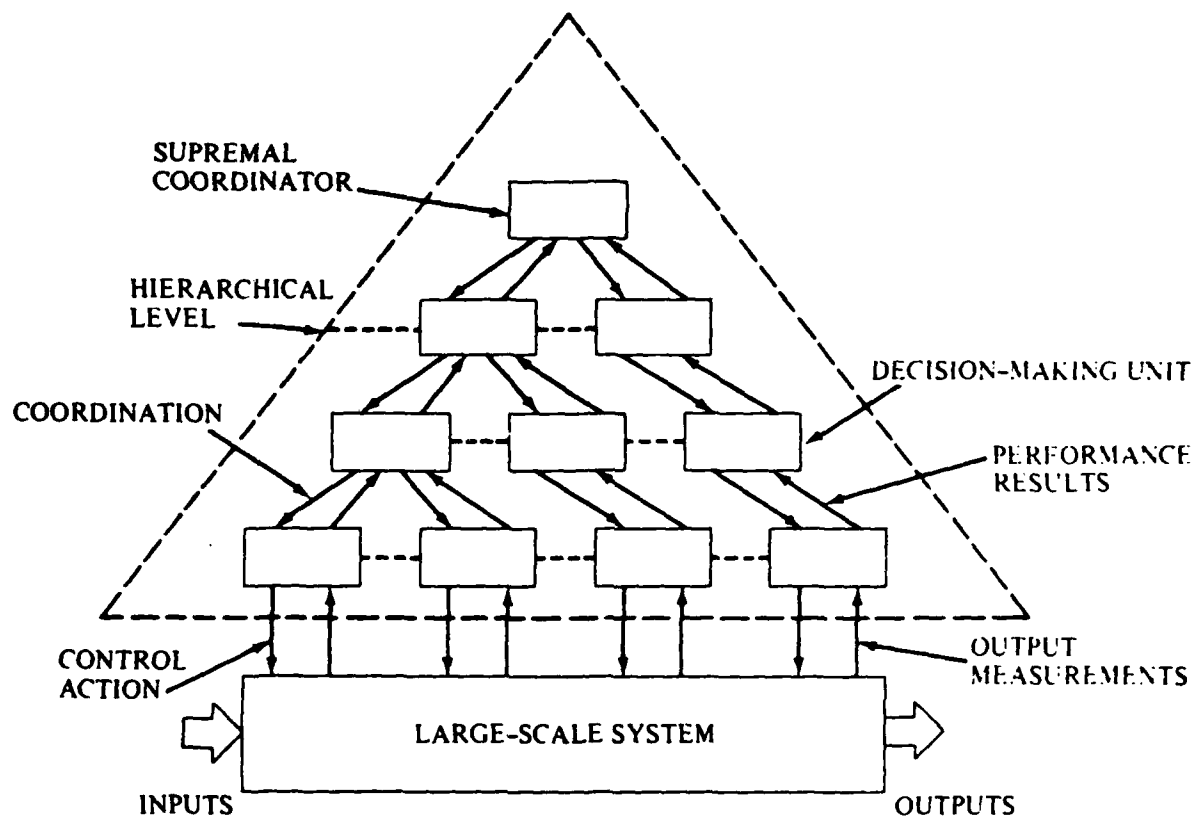 SUPREMAL
COORDINATOR
HIERARCHICAL
LEVEL
DECISION-MAKING UNIT
COORDINATION
PERFORMANCE
RESULTS
CONTROL
ACTION
OUTPUT
MEASUREMENTS
LARGE-SCALE SYSTEM
INPUTS
OUTPUTS